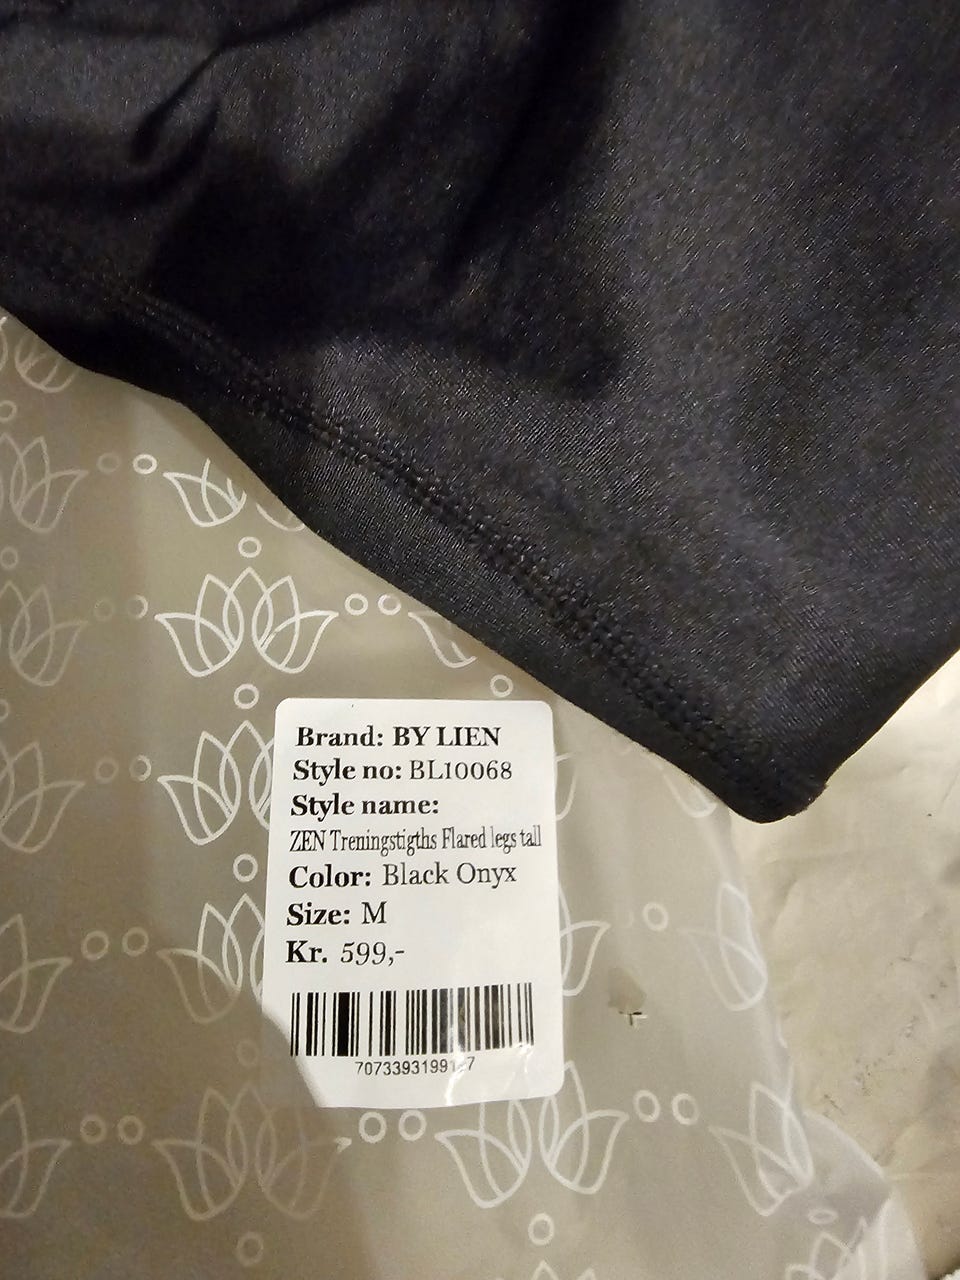 Brand: BY LIEN
Style no: BL10068
Style name:
ZEN Treningstigths Flared legs tall
Color: Black Onyx
Size: M
Kr. 599,-